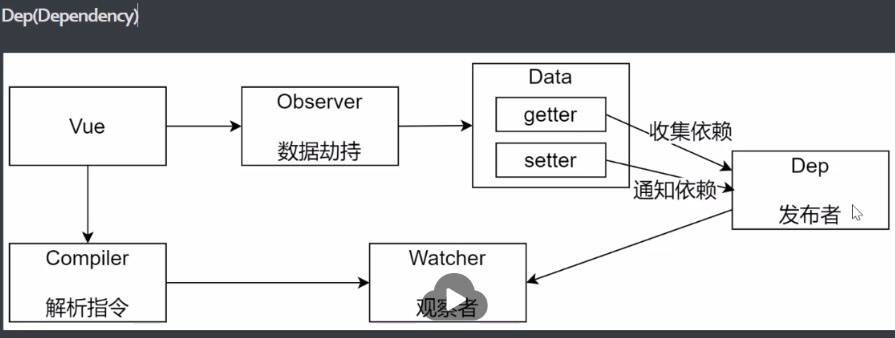 Dep(Dependency)
Vue
Observer
数据劫持
Data
getter
setter
收集依赖
通知依赖
Dep
发布者
Compiler
解析指令
Watcher
观察者